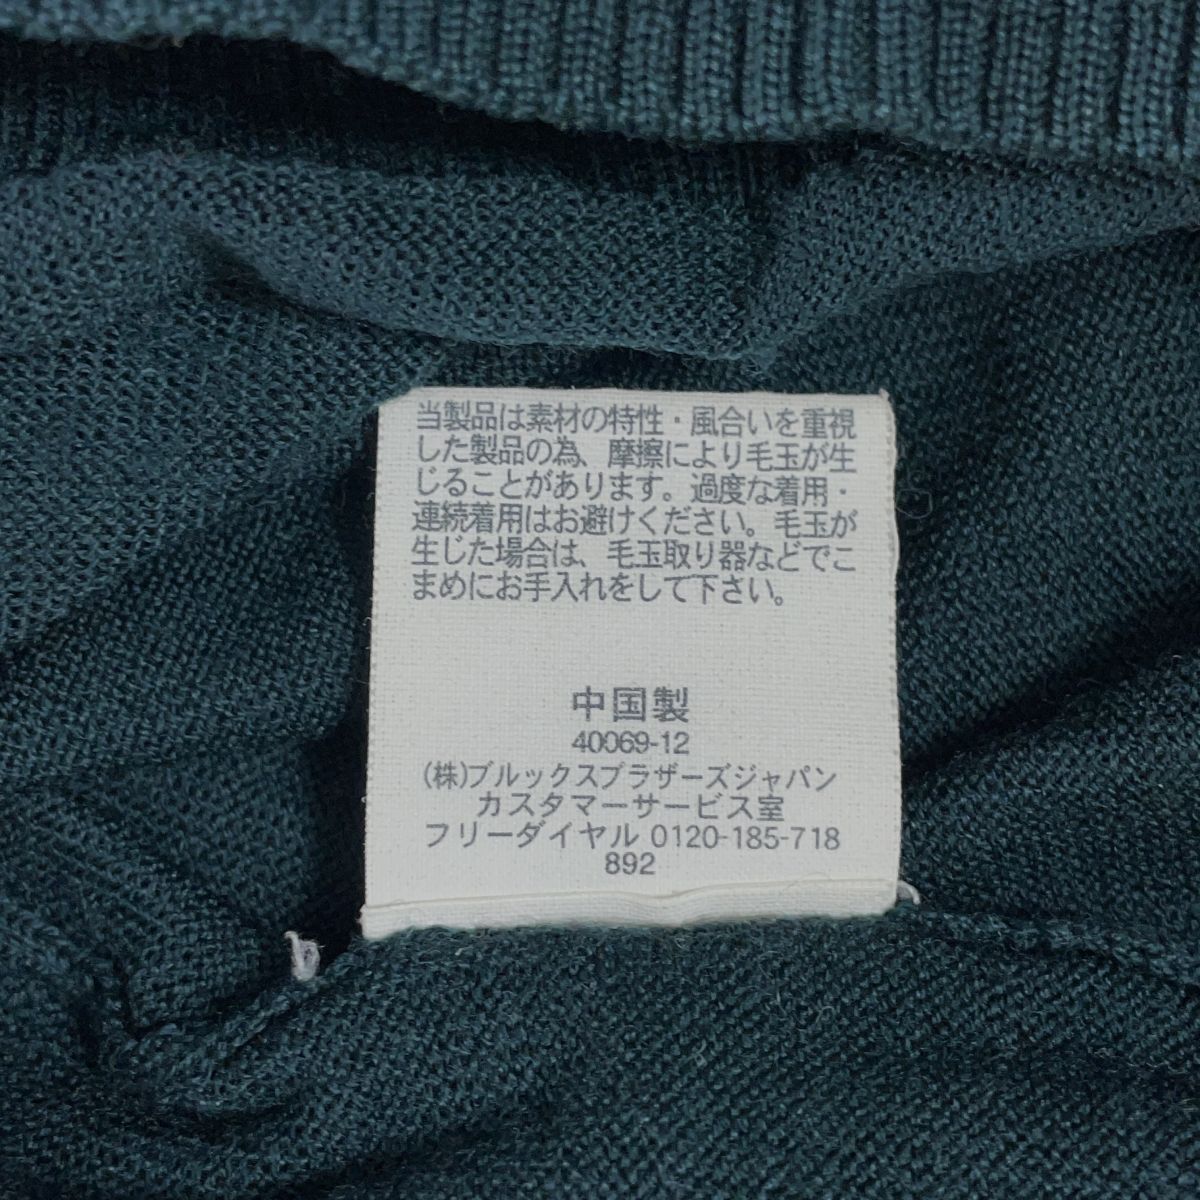 当製品は素材の特性・風合いを重視
した製品の為、摩擦により毛玉が生
じることがあります。過度な着用・
連続着用はお避けください。毛玉が
生じた場合は、毛玉取り器などでこ
まめにお手入れをして下さい。
中国製
40069-12
(株)ブルックスブラザーズジャパン
カスタマーサービス室
フリーダイヤル 0120-185-718
892